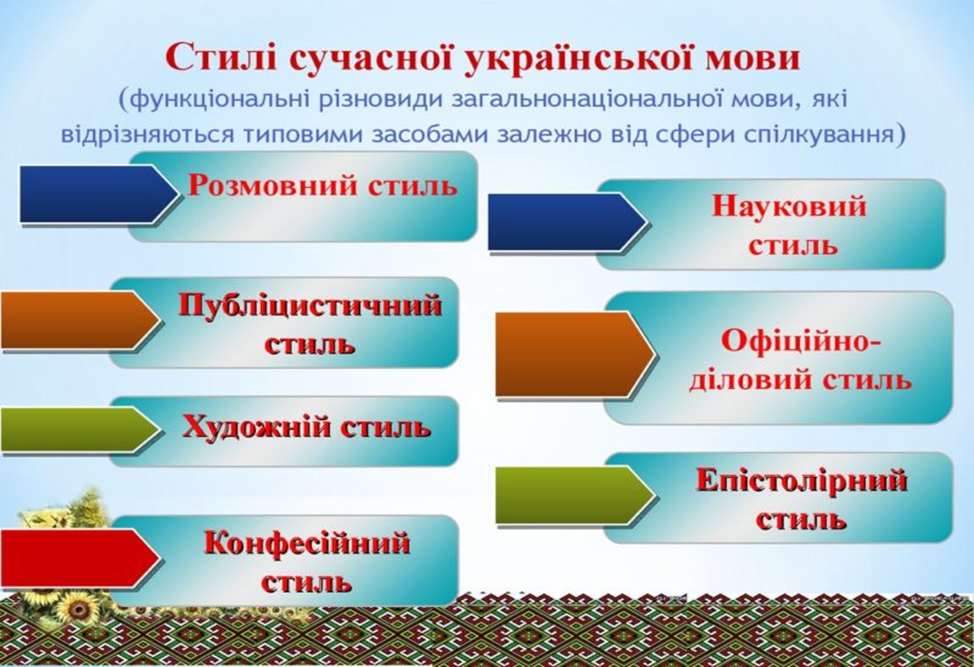 Стилі сучасної української мови
(функціональні різновиди загальнонаціональної мови, які
відрізняються типовими засобами залежно від сфери спілкування)
Розмовний стиль
Публіцистичний
стиль
Художній стиль
Конфесійний
стиль
Науковий
стиль
Офіційно-
діловий стиль
Епістолірний
стиль